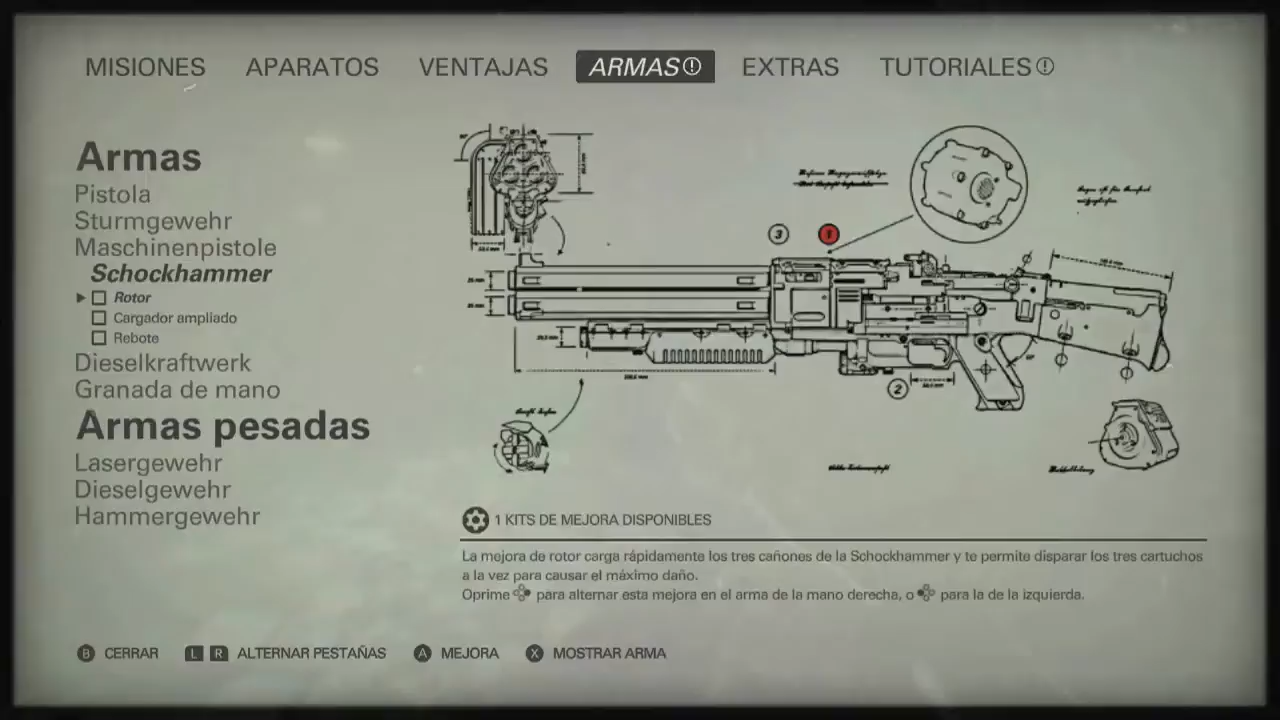 MISIONES APARATOS VENTAJAS ARMAS TUTORIALES EXTRAS
Armas
Pistola
Sturmgewehr
Maschinenpistole
Schockhammer
Rotor
Cargador ampliado
Rebote
Dieselkraftwerk
Granada de mano
Armas pesadas
Lasergewehr
Dieselgewehr
Hammergewehr
3 1
2
1 KITS DE MEJORA DISPONIBLES
La mejora de rotor carga rápidamente los tres cañones de la Schockhammer y te permite disparar los tres cartuchos
a la vez para causar el máximo daño.
Oprime para alternar esta mejora en el arma de la mano derecha, o para la de la izquierda.
B CERRAR L R ALTERNAR PESTAÑAS A MEJORA X MOSTRAR ARMA